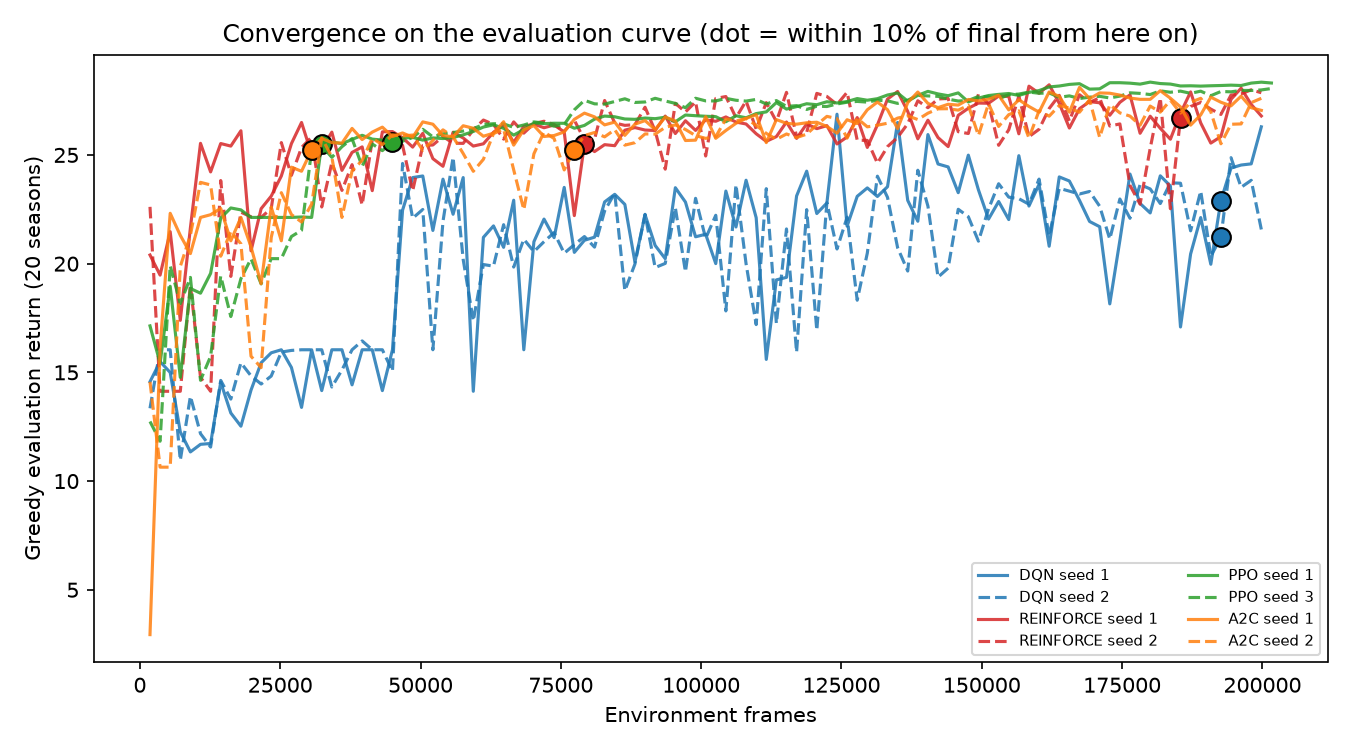 Convergence on the evaluation curve (dot = within 10% of final from here on)
Greedy evaluation return (20 seasons)
25
20
15
10
5
0
25000
50000
75000
100000
125000
150000
175000
200000
Environment frames
DQN seed 1
DQN seed 2
REINFORCE seed 1
REINFORCE seed 2
PPO seed 1
PPO seed 3
A2C seed 1
A2C seed 2